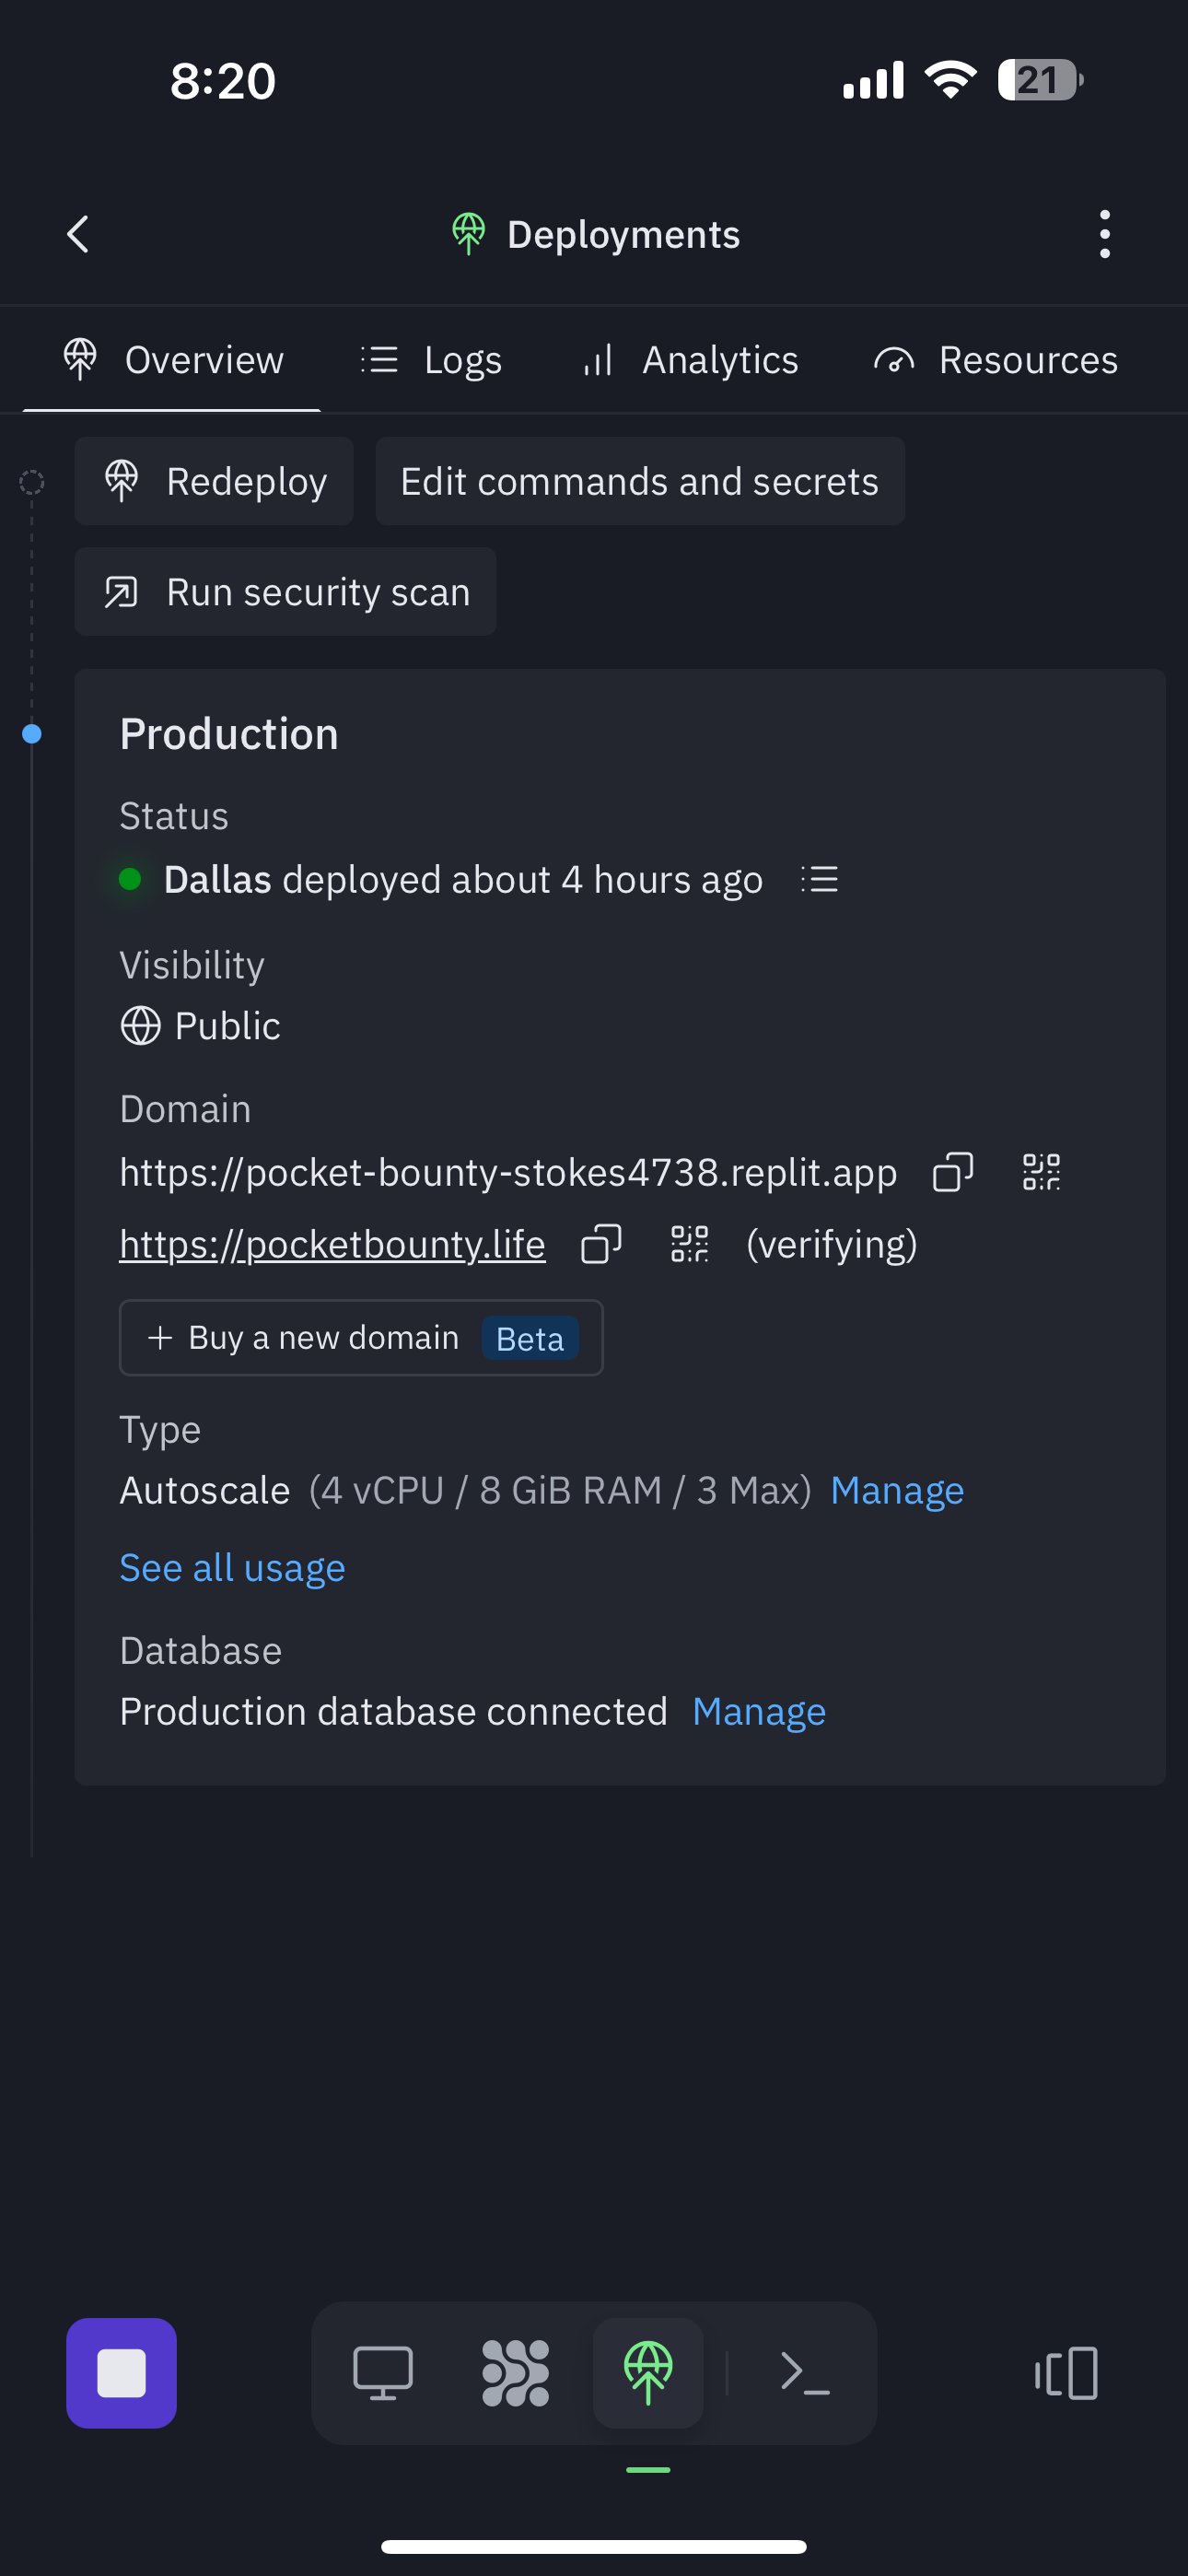 8:20
21
Deployments
Overview Logs Analytics Resources
Redeploy Edit commands and secrets
Run security scan
Production
Status
Dallas deployed about 4 hours ago
Visibility
Public
Domain
https://pocket-bounty-stokes4738.replit.app
https://pocketbounty.life (verifying)
+ Buy a new domain Beta
Type
Autoscale (4 vCPU / 8 GiB RAM / 3 Max) Manage
See all usage
Database
Production database connected Manage